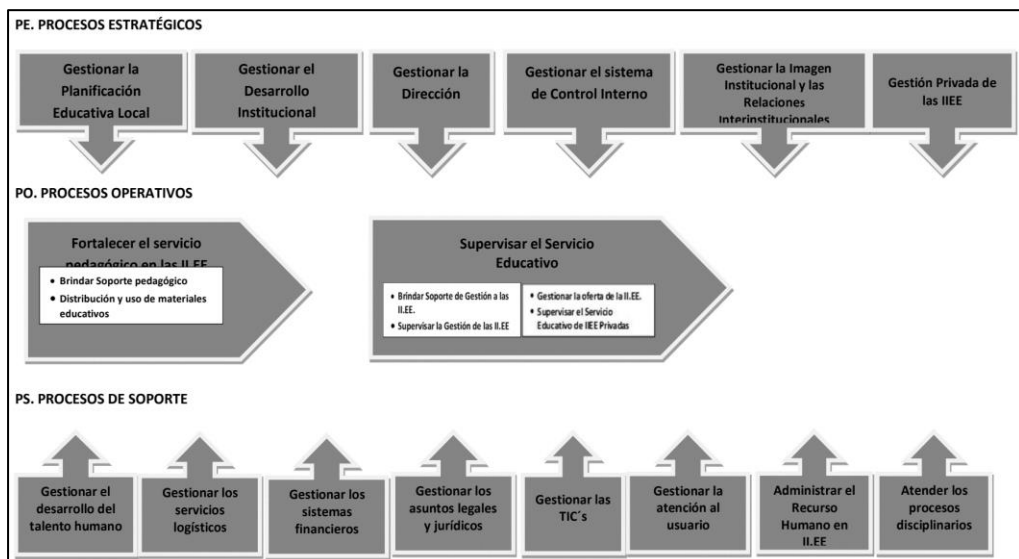 PE. PROCESOS ESTRATÉGICOS
Gestionar la
Planificación
Educativa Local
Gestionar el
Desarrollo
Institucional
Gestionar la
Dirección
Gestionar el sistema
de Control Interno
Gestionar la Imagen
Institucional y las
Relaciones
Interinstitucionales
Gestión Privada de
las IIEE
PO. PROCESOS OPERATIVOS
Fortalecer el servicio
pedagógico en las II.EE
• Brindar Soporte pedagógico
• Distribución y uso de materiales
educativos
Supervisar el Servicio
Educativo
• Brindar Soporte de Gestión a las
II.EE.
• Supervisar la Gestión de las II.EE
• Gestionar la oferta de la II.EE.
• Supervisar el Servicio
Educativo de IIEE Privadas
PS. PROCESOS DE SOPORTE
Gestionar el
desarrollo del
talento humano
Gestionar los
servicios
logísticos
Gestionar los
sistemas
financieros
Gestionar los
asuntos legales
y jurídicos
Gestionar las
TIC´s
Gestionar la
atención al
usuario
Administrar el
Recurso
Humano en
II.EE
Atender los
procesos
disciplinarios